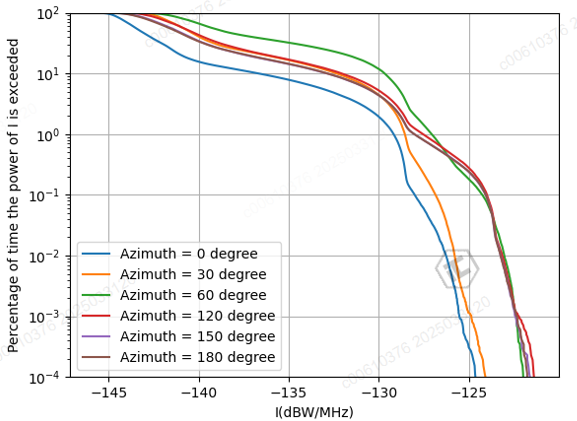 10²
10¹
10⁰
10⁻¹
10⁻²
10⁻³
10⁻⁴
Percentage of time the power of I is exceeded
Azimuth = 0 degree
Azimuth = 30 degree
Azimuth = 60 degree
Azimuth = 120 degree
Azimuth = 150 degree
Azimuth = 180 degree
−145 −140 −135 −130 −125
I(dBW/MHz)